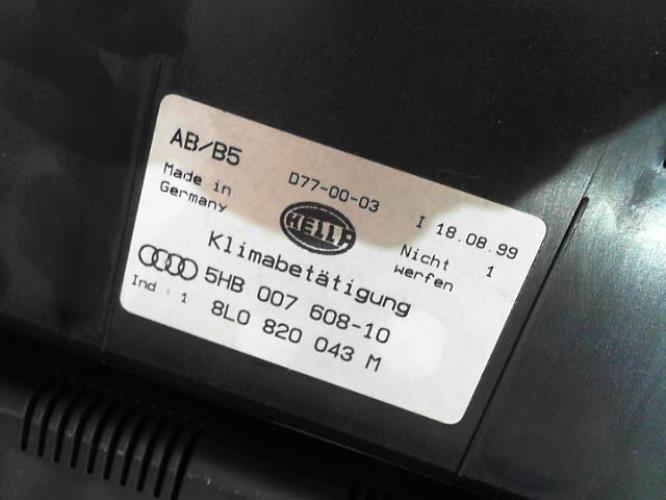 AB/B5 D77-00-03 I 18.08.99
Made in
Germany
HELLA
Nicht 1
werfen
Klimabetätigung
5HB 007 608-10
Ind : 1 8L0 820 043 M